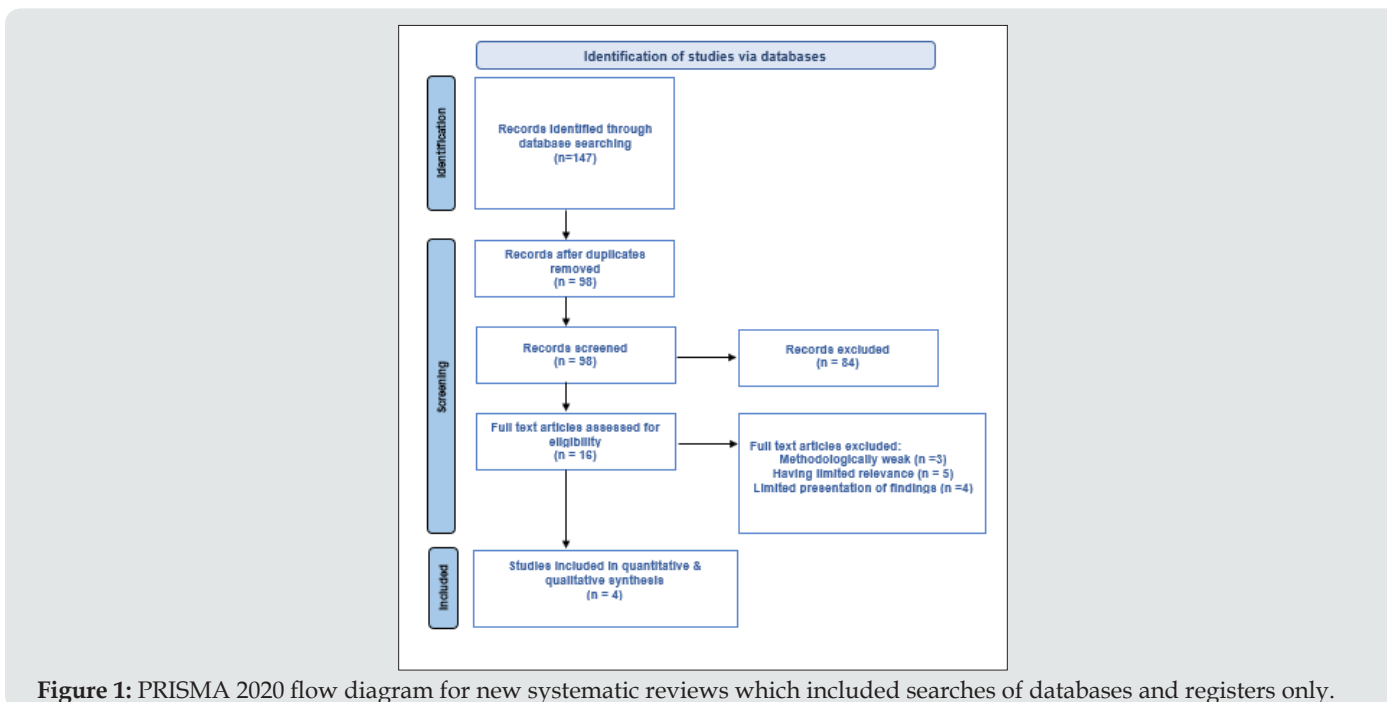 Identification of studies via databases
Identification
Records identified through
database searching
(n=147)
Screening
Records after duplicates
removed
(n = 98)
Records screened
(n = 98)
Records excluded
(n = 84)
Full text articles assessed for
eligibility
(n = 16)
Full text articles excluded:
Methodologically weak (n =3)
Having limited relevance (n = 5)
Limited presentation of findings (n =4)
Included
Studies included in quantitative &
qualitative synthesis
(n = 4)
Figure 1: PRISMA 2020 flow diagram for new systematic reviews which included searches of databases and registers only.